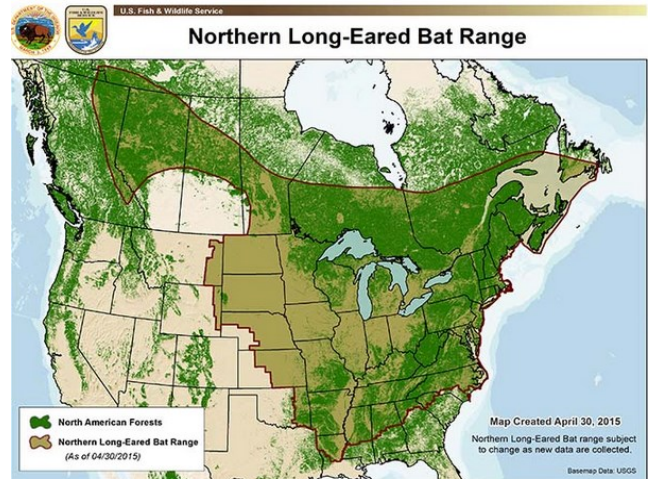 U.S. Fish & Wildlife Service
Northern Long-Eared Bat Range
North American Forests
Northern Long-Eared Bat Range
(As of 04/30/2015)
Map Created April 30, 2015
Northern Long-Eared Bat range subject
to change as new data are collected.
Basemap Data: USGS